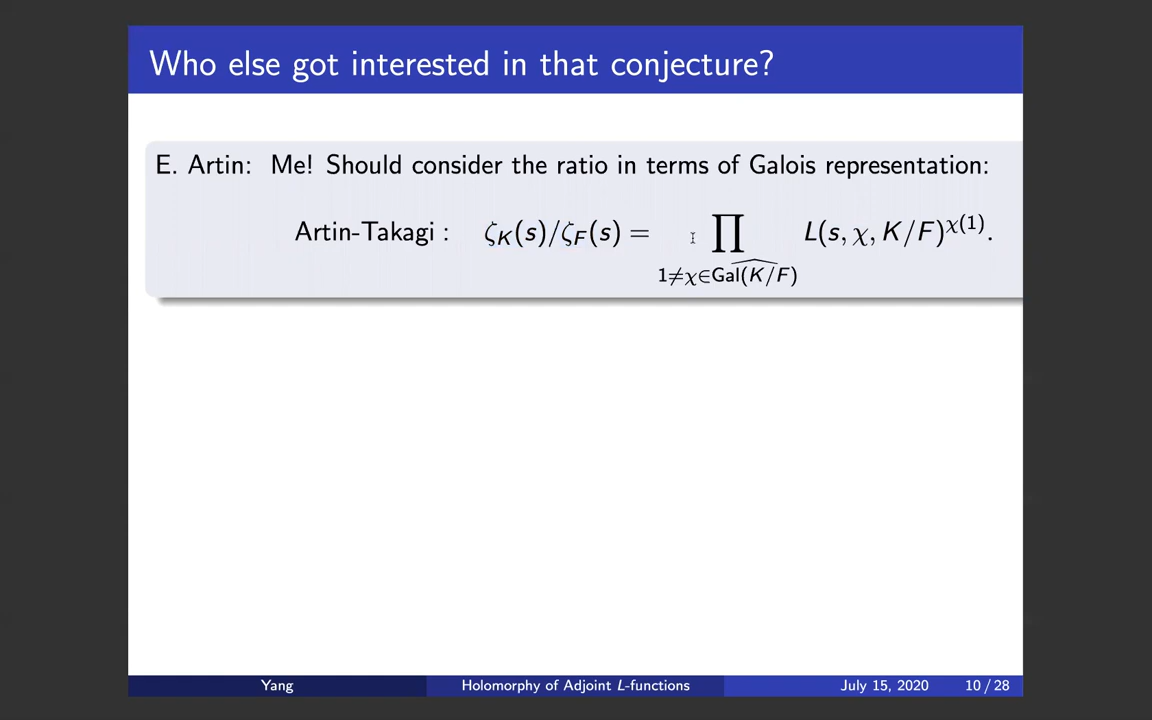 Who else got interested in that conjecture?
E. Artin: Me! Should consider the ratio in terms of Galois representation:
Artin-Takagi : ζ_K(s)/ζ_F(s) = ∏_{1≠χ∈\widehat{Gal(K/F)}} L(s, χ, K/F)^{χ(1)}.
Yang Holomorphy of Adjoint L-functions July 15, 2020 10 / 28